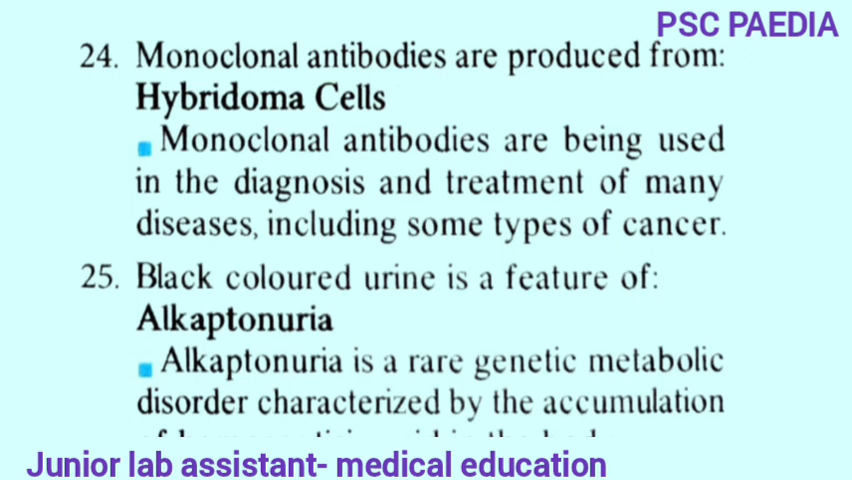 PSC PAEDIA
24. Monoclonal antibodies are produced from:
Hybridoma Cells
Monoclonal antibodies are being used
in the diagnosis and treatment of many
diseases, including some types of cancer.
25. Black coloured urine is a feature of:
Alkaptonuria
Alkaptonuria is a rare genetic metabolic
disorder characterized by the accumulation
Junior lab assistant- medical education